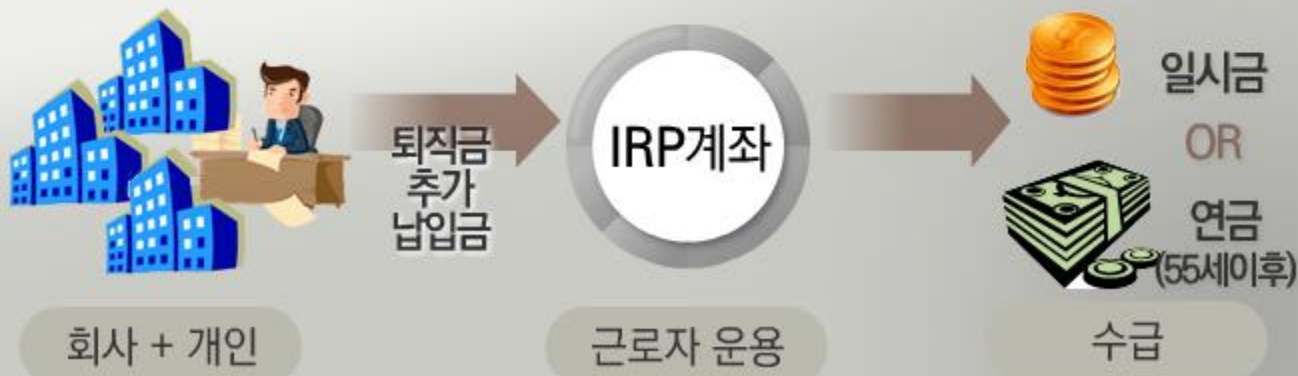 퇴직금
추가
납입금
IRP계좌
일시금
OR
연금
(55세이후)
회사 + 개인
근로자 운용
수급